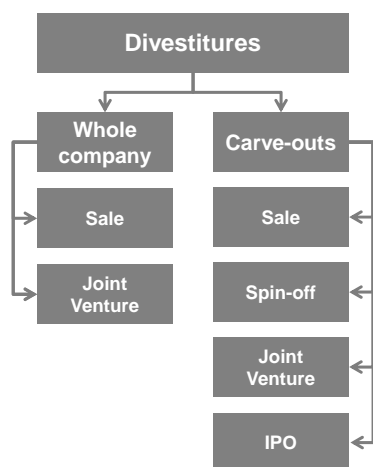 Divestitures
Whole
company
Carve-outs
Sale
Sale
Joint
Venture
Spin-off
Joint
Venture
IPO